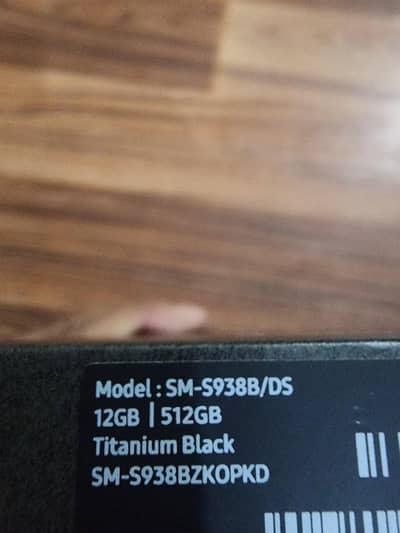 Model : SM-S938B/DS
12GB | 512GB
Titanium Black
SM-S938BZKOPKD